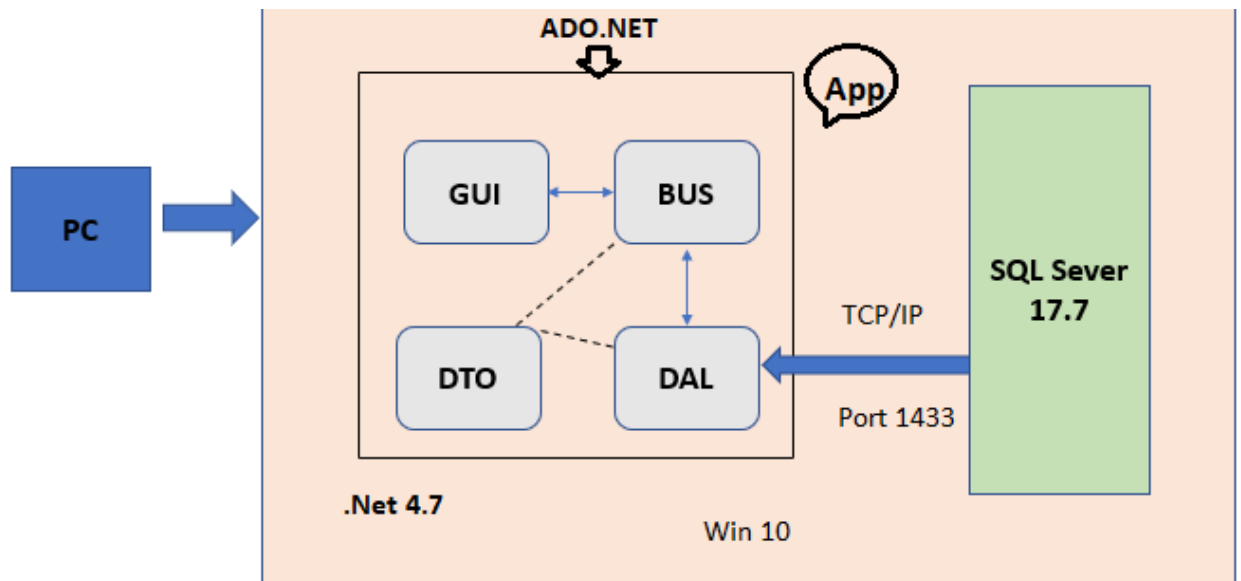 ADO.NET
App
GUI
BUS
PC
SQL Sever
17.7
TCP/IP
DTO
DAL
Port 1433
.Net 4.7
Win 10